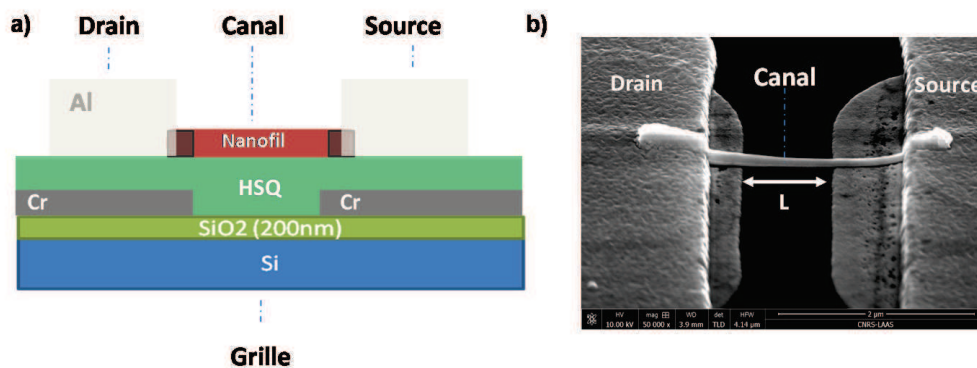 a)
Drain
Canal
Source
Al
Nanofil
HSQ
Cr
Cr
SiO2 (200nm)
Si
Grille
b)
Drain
Canal
Source
L
HV mag WD det HFW
10.00 kV 50 000 x 3.9 mm TLD 4.14 µm
2 µm
CNRS-LAAS